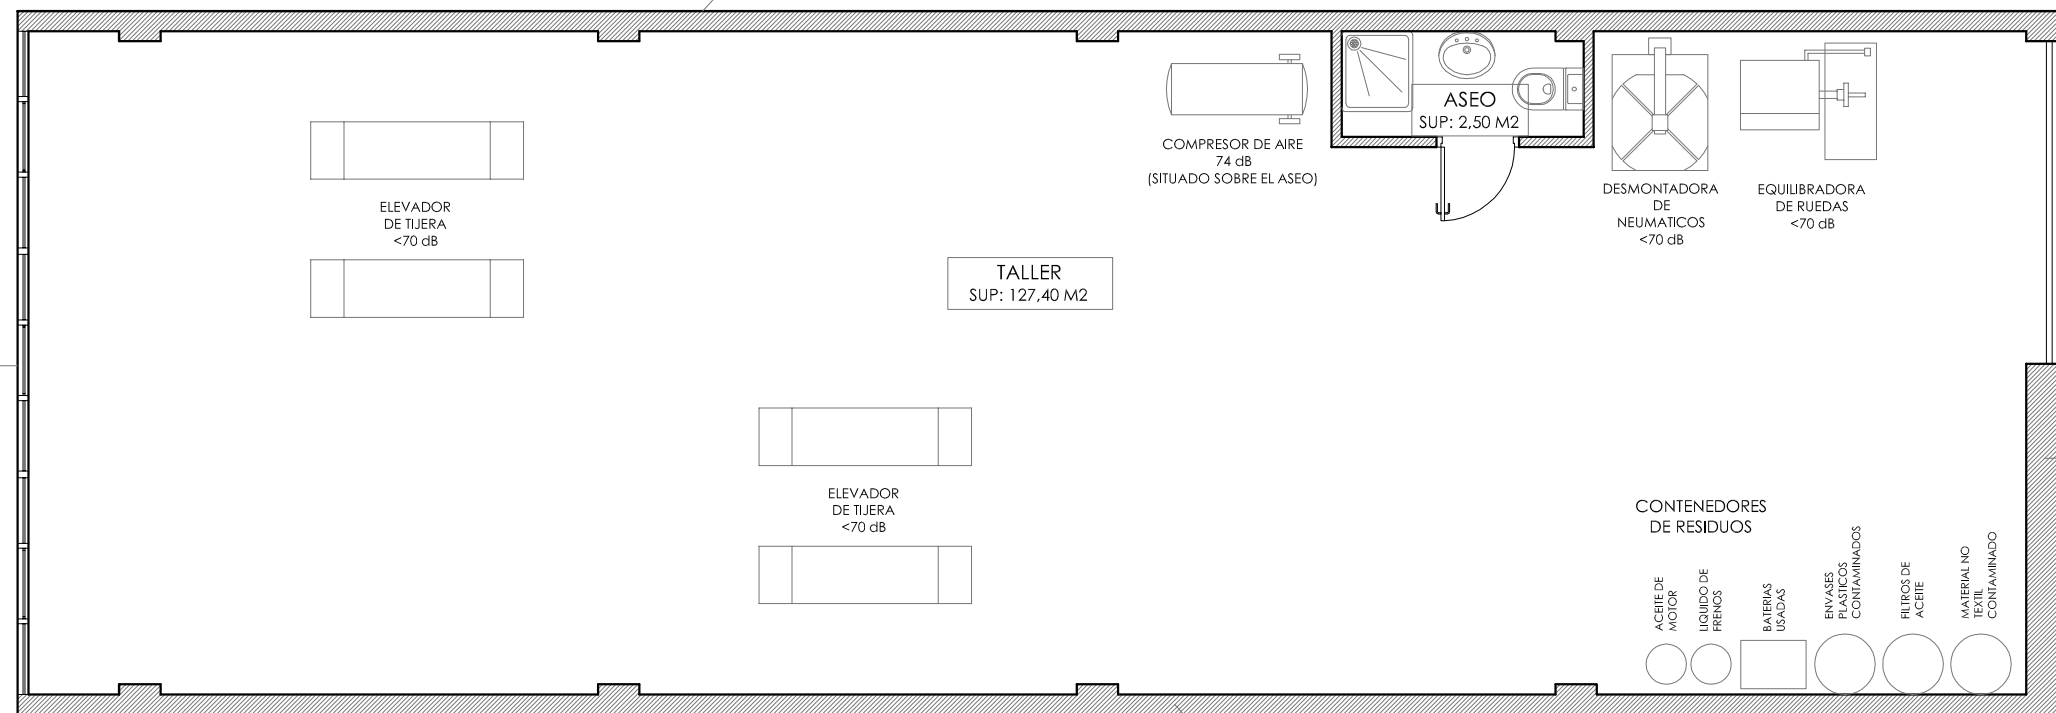 ASEO
SUP: 2,50 M2
COMPRESOR DE AIRE
74 dB
(SITUADO SOBRE EL ASEO)
DESMONTADORA
DE
NEUMATICOS
<70 dB
EQUILIBRADORA
DE RUEDAS
<70 dB
ELEVADOR
DE TIJERA
<70 dB
TALLER
SUP: 127,40 M2
ELEVADOR
DE TIJERA
<70 dB
CONTENEDORES
DE RESIDUOS
ACEITE DE
MOTOR
LIQUIDO DE
FRENOS
BATERIAS
USADAS
ENVASES
PLASTICOS
CONTAMINADOS
FILTROS DE
ACEITE
MATERIAL NO
TEXTIL
CONTAMINADO